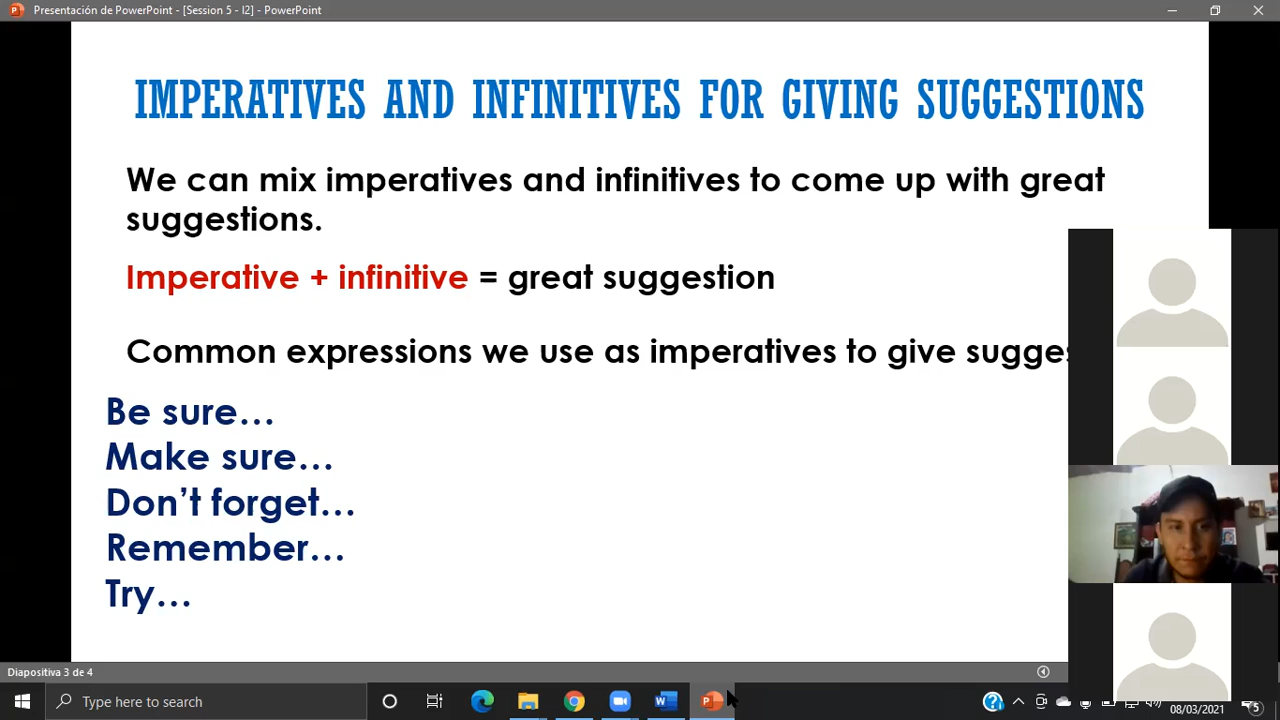 Presentación de PowerPoint - [Session 5 - I2] - PowerPoint
IMPERATIVES AND INFINITIVES FOR GIVING SUGGESTIONS
We can mix imperatives and infinitives to come up with great
suggestions.
Imperative + infinitive = great suggestion
Common expressions we use as imperatives to give sugges
Be sure…
Make sure…
Don’t forget…
Remember…
Try…
Diapositiva 3 de 4
Type here to search
08/03/2021
5